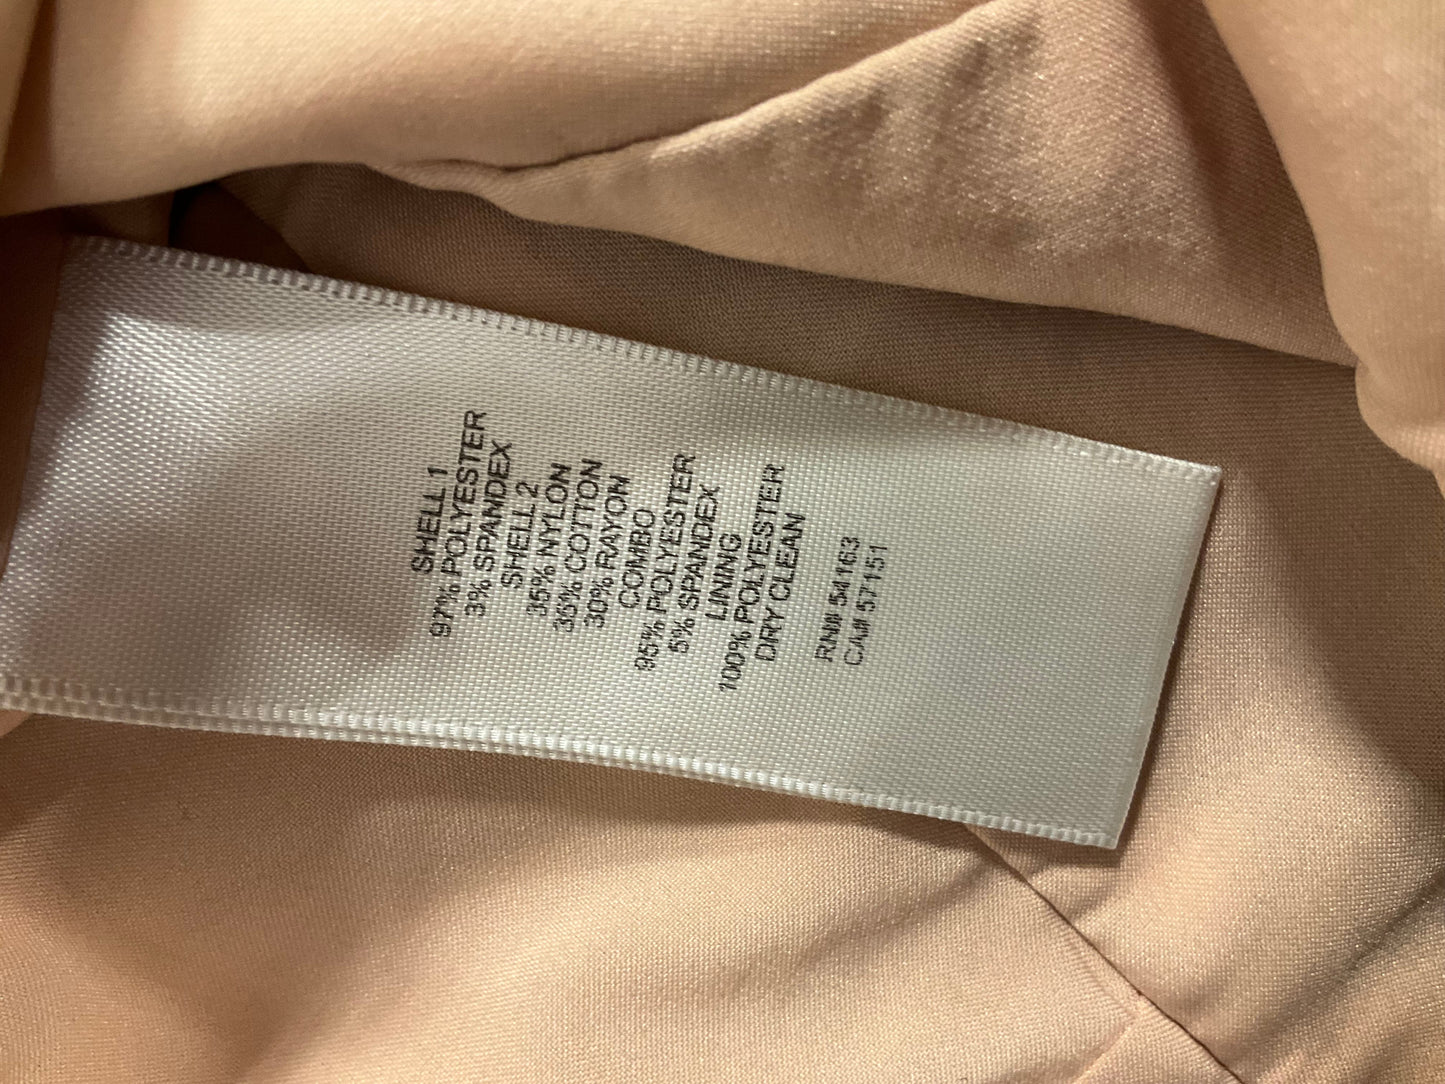 SHELL 1
97% POLYESTER
3% SPANDEX
SHELL 2
35% NYLON
35% COTTON
30% RAYON
COMBO
95% POLYESTER
5% SPANDEX
LINING
100% POLYESTER
DRY CLEAN
RN# 54163
CA# 57151